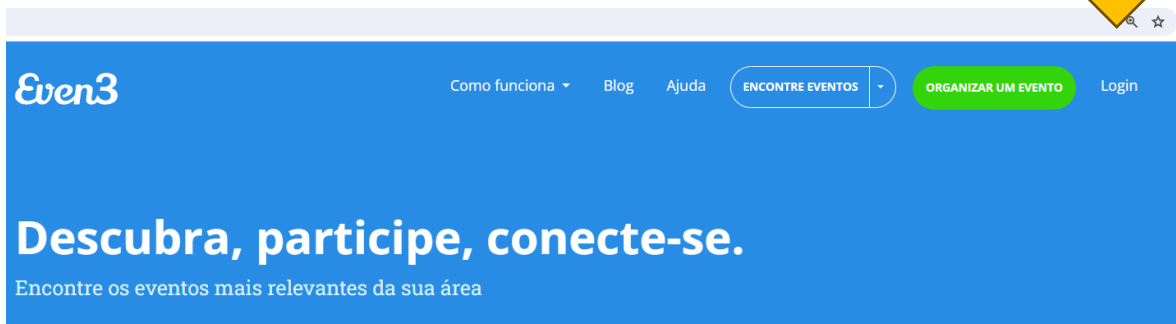 Even3
Como funciona
Blog
Ajuda
ENCONTRE EVENTOS
ORGANIZAR UM EVENTO
Login
Descubra, participe, conecte-se.
Encontre os eventos mais relevantes da sua área